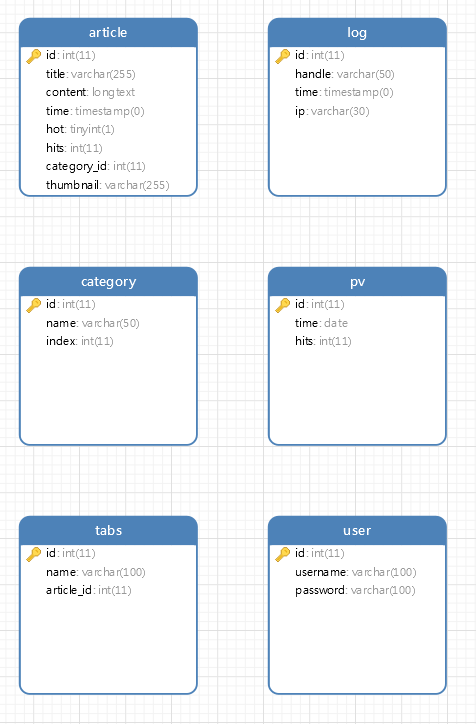 article
id: int(11)
title: varchar(255)
content: longtext
time: timestamp(0)
hot: tinyint(1)
hits: int(11)
category_id: int(11)
thumbnail: varchar(255)
log
id: int(11)
handle: varchar(50)
time: timestamp(0)
ip: varchar(30)
category
id: int(11)
name: varchar(50)
index: int(11)
pv
id: int(11)
time: date
hits: int(11)
tabs
id: int(11)
name: varchar(100)
article_id: int(11)
user
id: int(11)
username: varchar(100)
password: varchar(100)